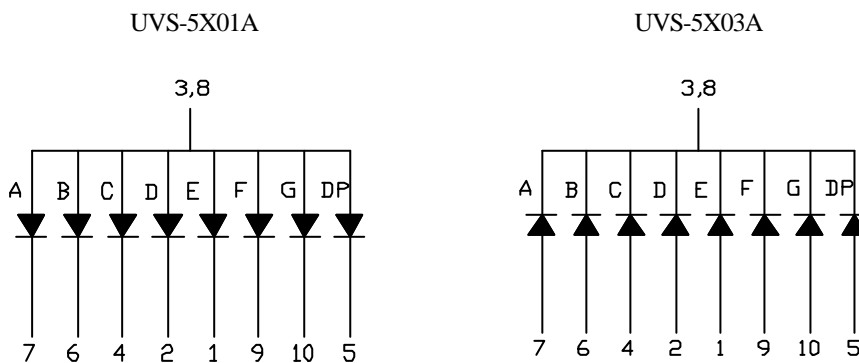 UVS-5X01A UVS-5X03A
3,8 3,8
A B C D E F G DP A B C D E F G DP
7 6 4 2 1 9 10 5 7 6 4 2 1 9 10 5